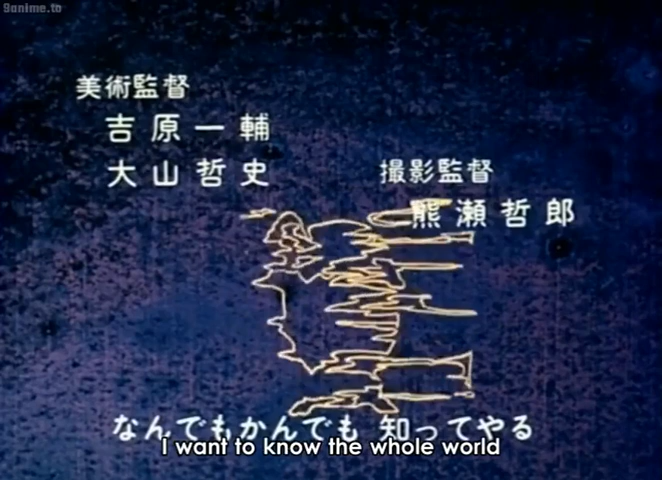 9anime.to
美術監督
吉原一輔
大山哲史
撮影監督
熊瀬哲郎
なんでもかんでも 知ってやる
I want to know the whole world